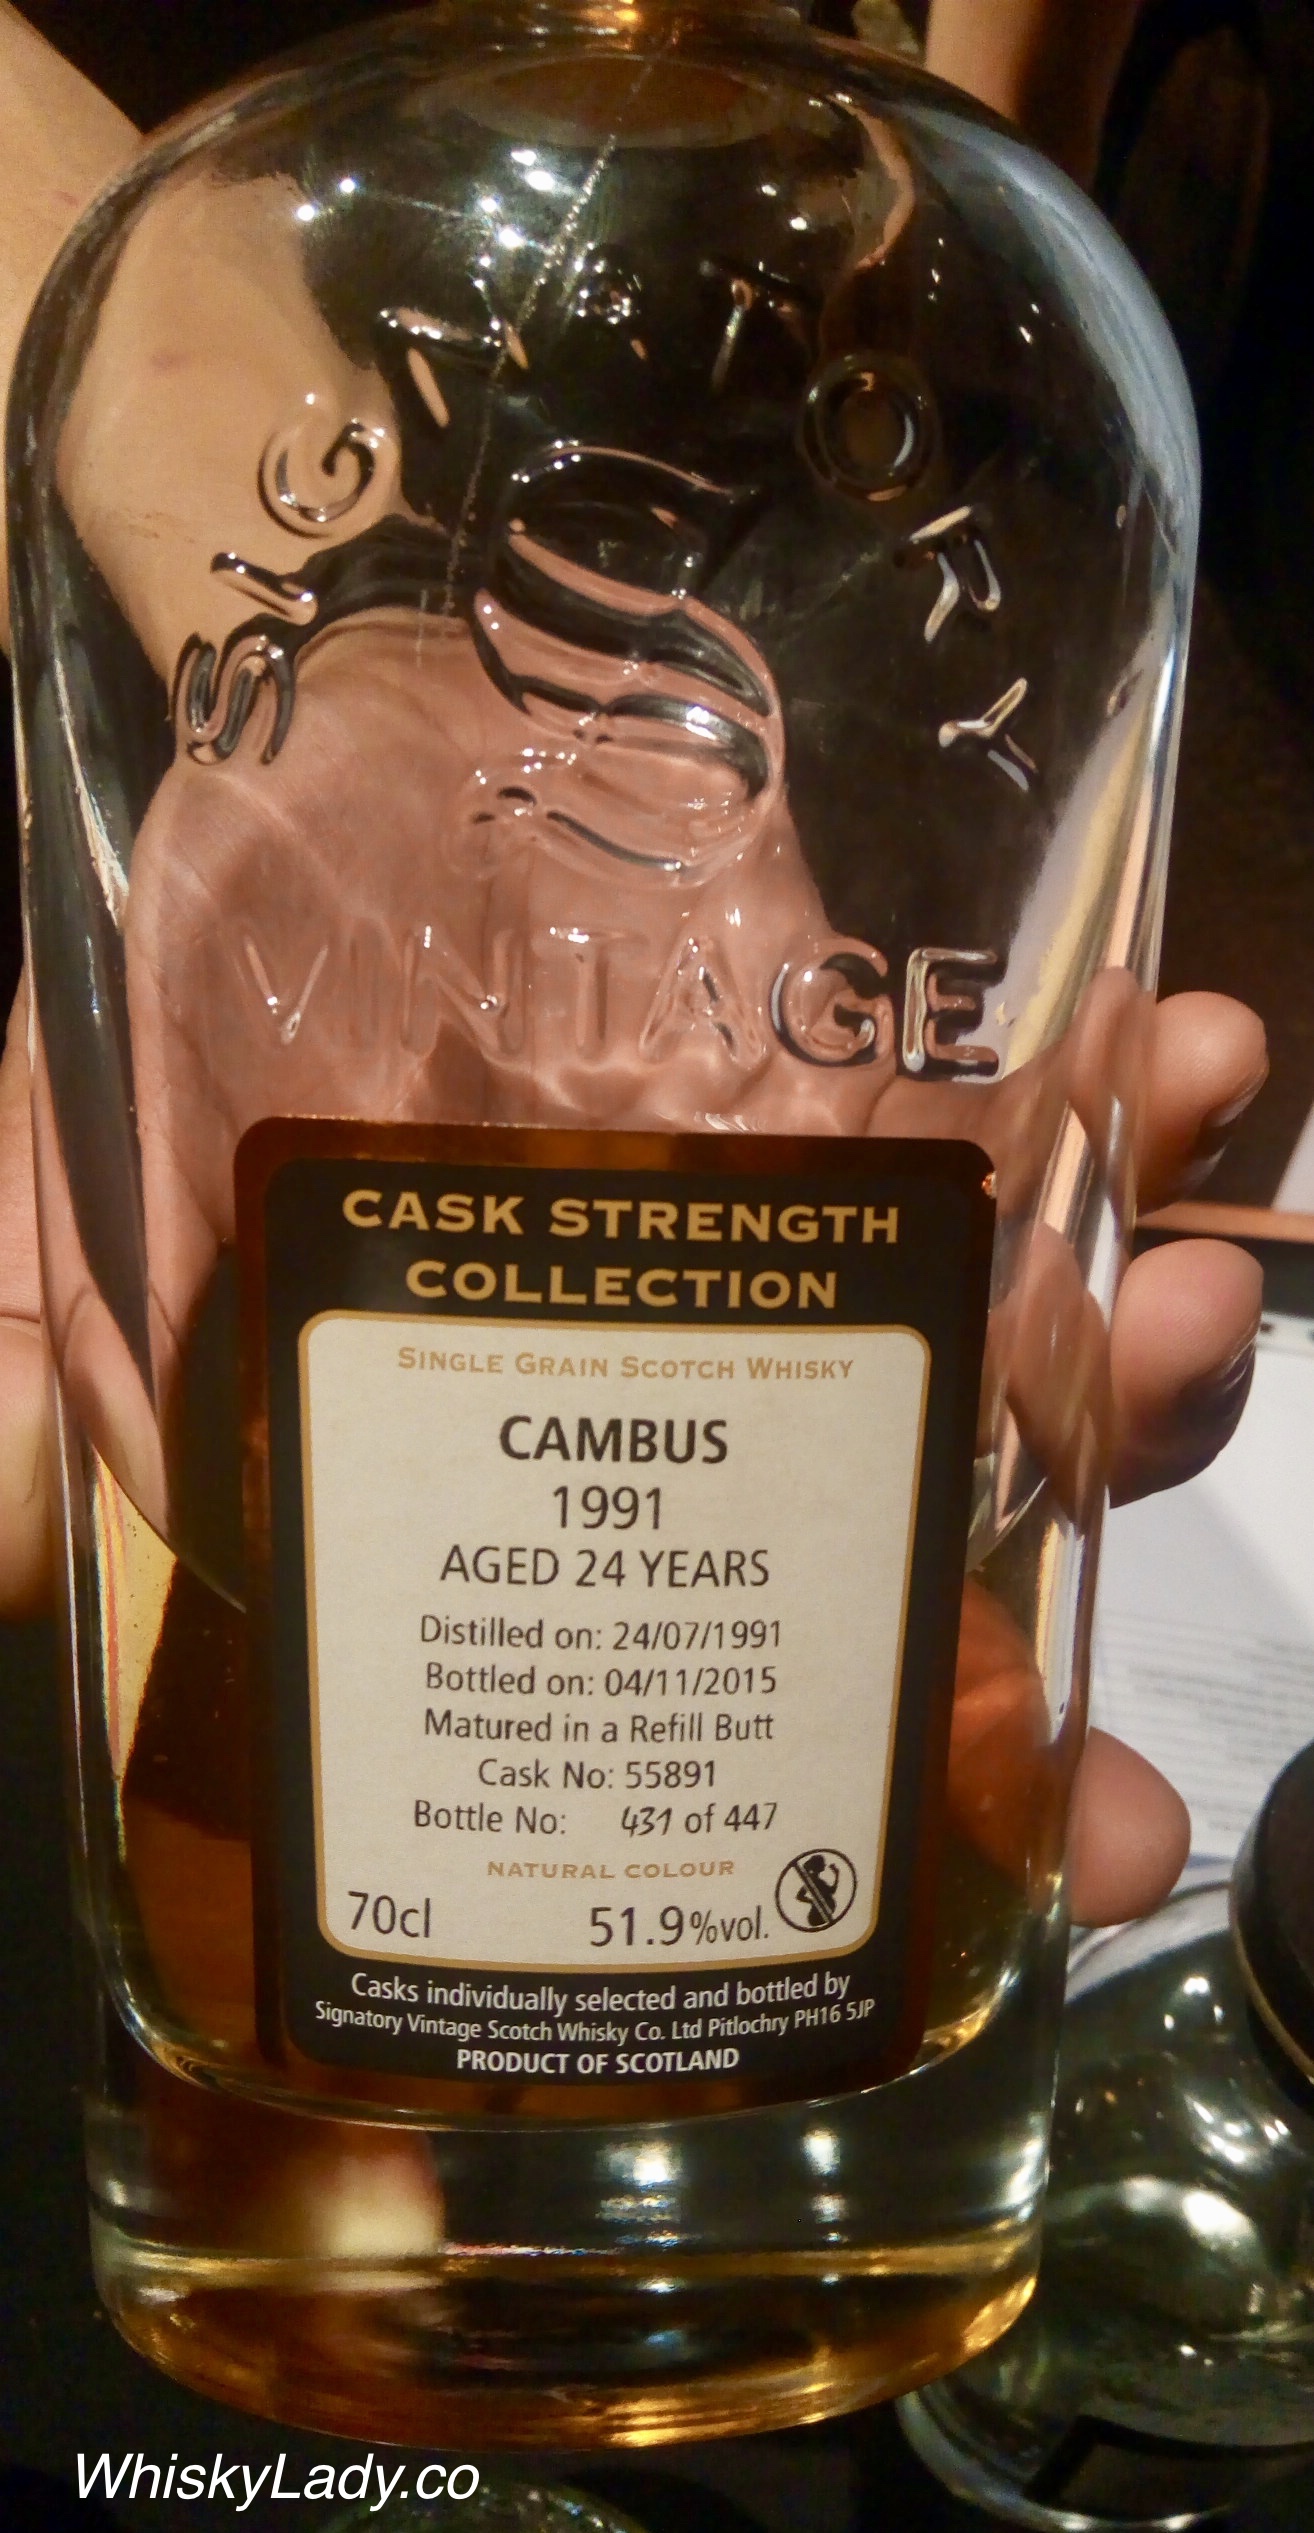 SIGNATORY
VINTAGE
CASK STRENGTH
COLLECTION
SINGLE GRAIN SCOTCH WHISKY
CAMBUS
1991
AGED 24 YEARS
Distilled on: 24/07/1991
Bottled on: 04/11/2015
Matured in a Refill Butt
Cask No: 55891
Bottle No: 431 of 447
NATURAL COLOUR
70cl 51.9%vol.
Casks individually selected and bottled by
Signatory Vintage Scotch Whisky Co. Ltd Pitlochry PH16 5JP
PRODUCT OF SCOTLAND
WhiskyLady.co